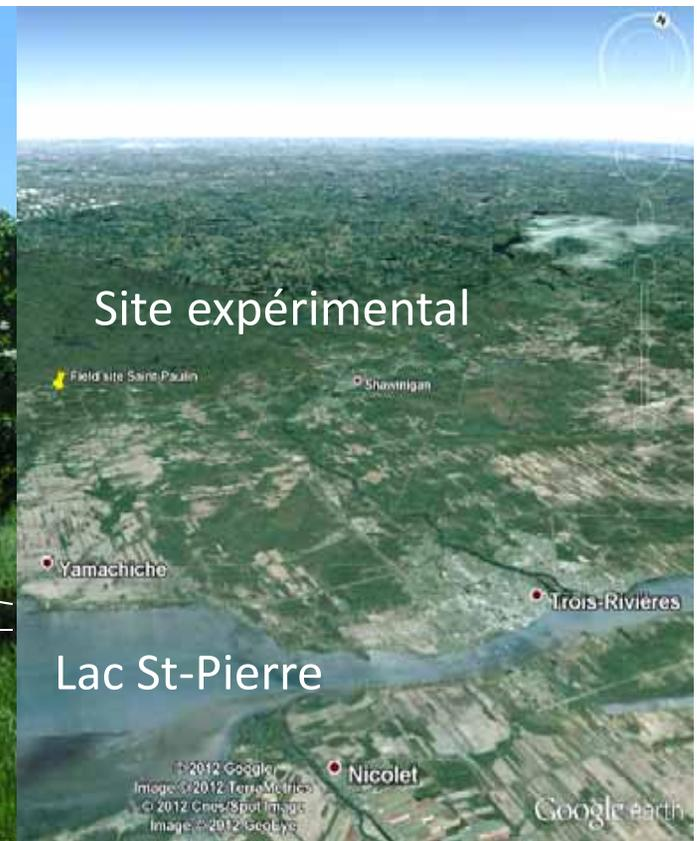 N
Site expérimental
Field site Saint-Paulin
Shawinigan
Yamachiche
Trois-Rivières
Lac St-Pierre
Nicolet
© 2012 Google
Image © 2012 TerraMetrics
© 2012 Cnes/Spot Image
Image © 2012 GeoEye
Google earth